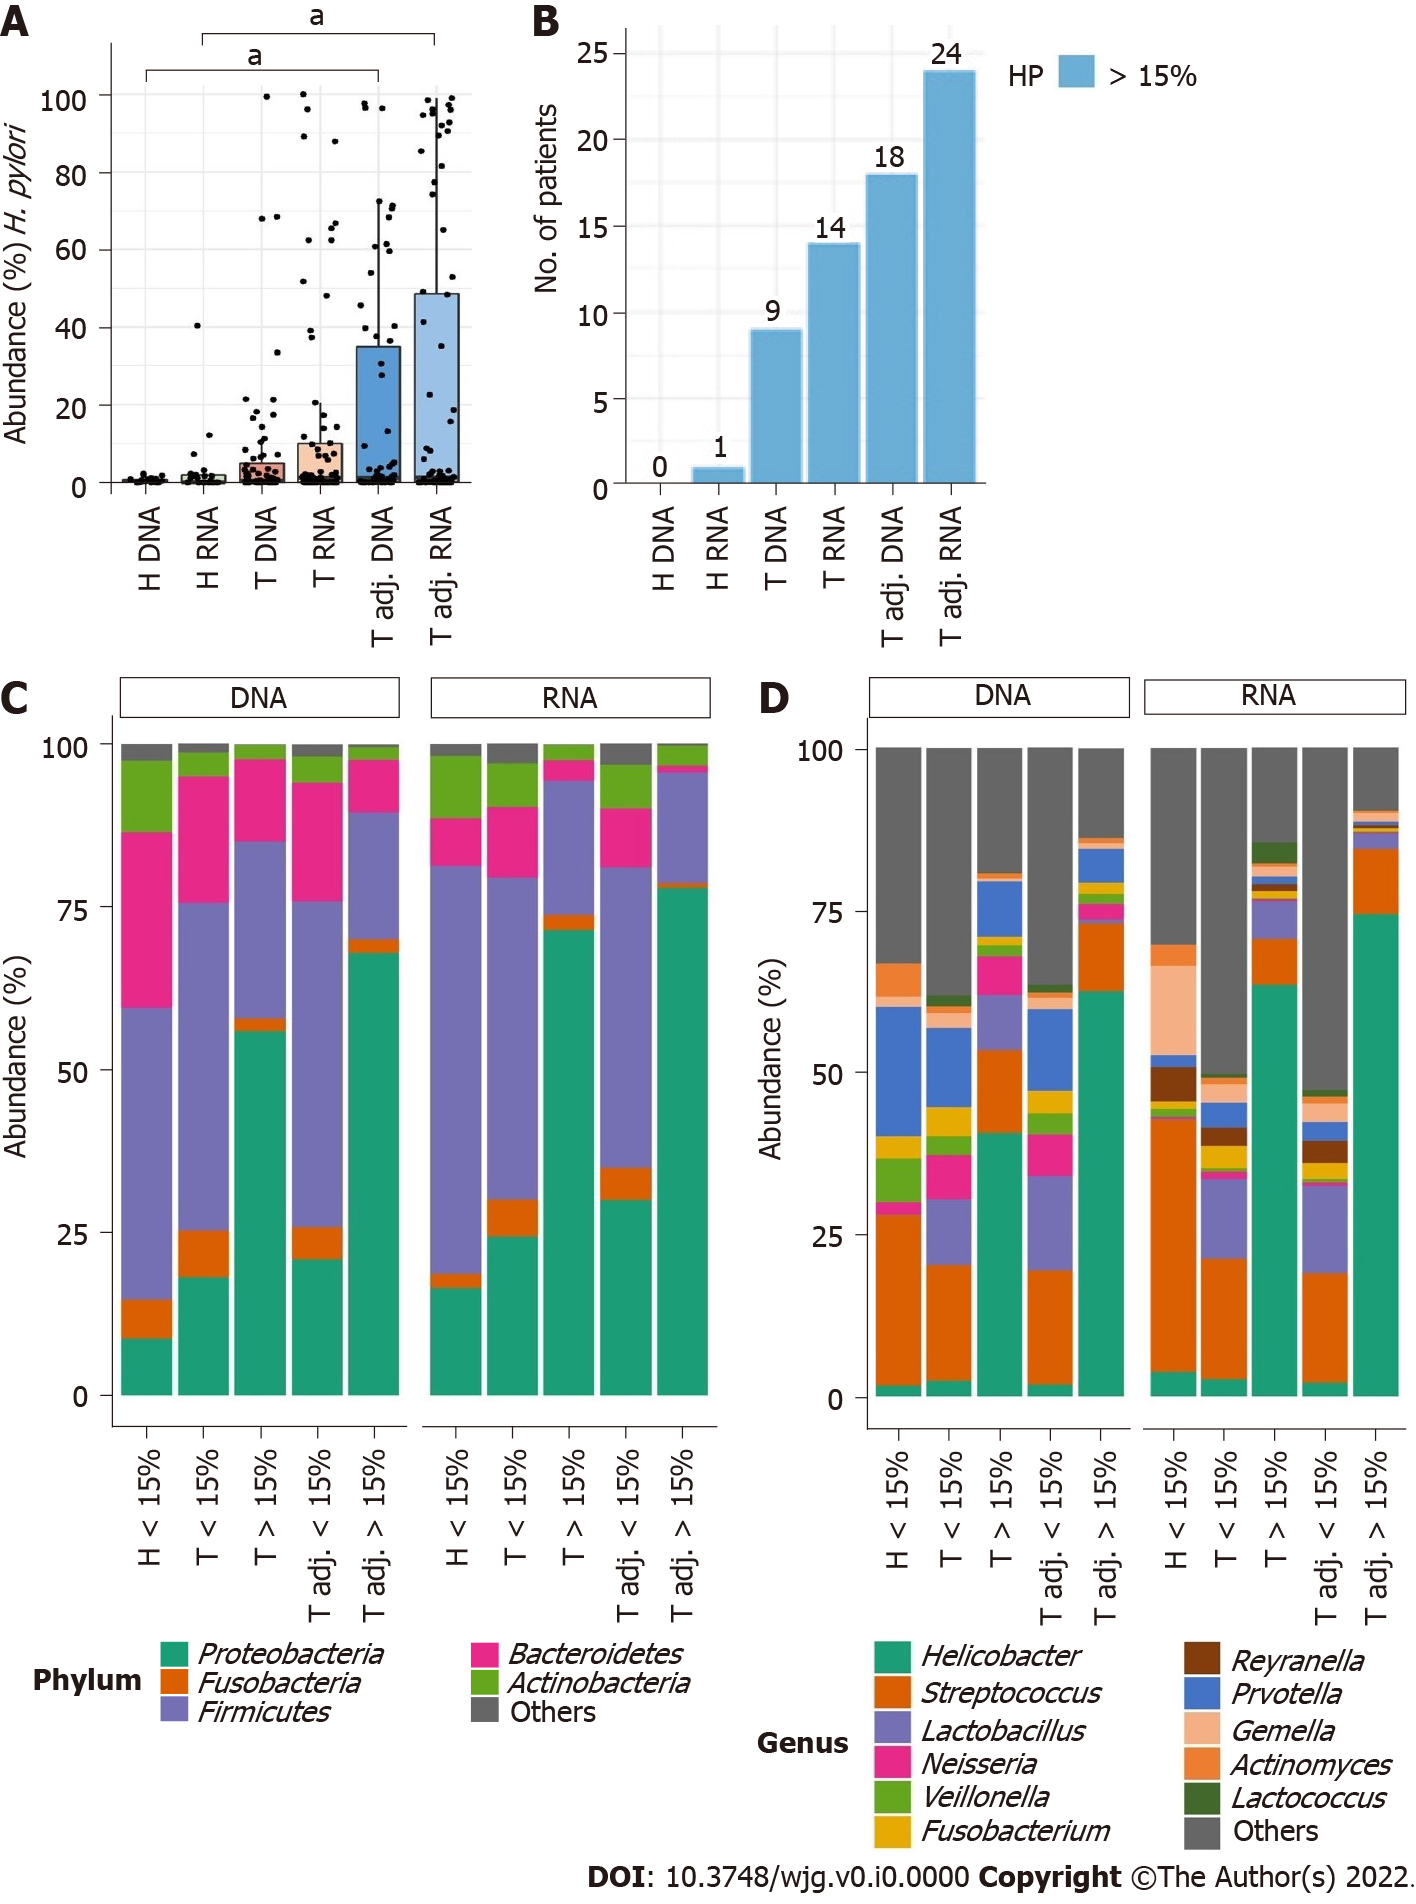 A
a
a
Abundance (%) H. pylori
100
80
60
40
20
0
H DNA
H RNA
T DNA
T RNA
T adj. DNA
T adj. RNA
B
No. of patients
25
20
15
10
5
0
0
1
9
14
18
24
H DNA
H RNA
T DNA
T RNA
T adj. DNA
T adj. RNA
HP > 15%
C
DNA
RNA
Abundance (%)
100
75
50
25
0
H < 15%
T < 15%
T > 15%
T adj. < 15%
T adj. > 15%
H < 15%
T < 15%
T > 15%
T adj. < 15%
T adj. > 15%
Phylum
Proteobacteria
Fusobacteria
Firmicutes
Bacteroidetes
Actinobacteria
Others
D
DNA
RNA
Abundance (%)
100
75
50
25
0
H < 15%
T < 15%
T > 15%
T adj. < 15%
T adj. > 15%
H < 15%
T < 15%
T > 15%
T adj. < 15%
T adj. > 15%
Genus
Helicobacter
Streptococcus
Lactobacillus
Neisseria
Veillonella
Fusobacterium
Reyranella
Prvotella
Gemella
Actinomyces
Lactococcus
Others
DOI: 10.3748/wjg.v0.i0.0000 Copyright ©The Author(s) 2022.